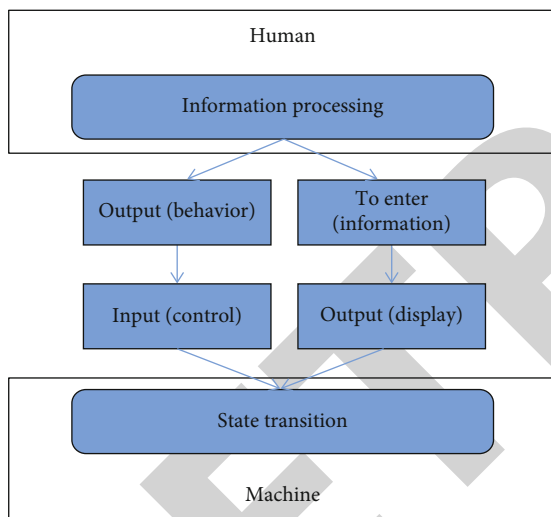 Human
Information processing
Output (behavior)
To enter
(information)
Input (control)
Output (display)
State transition
Machine